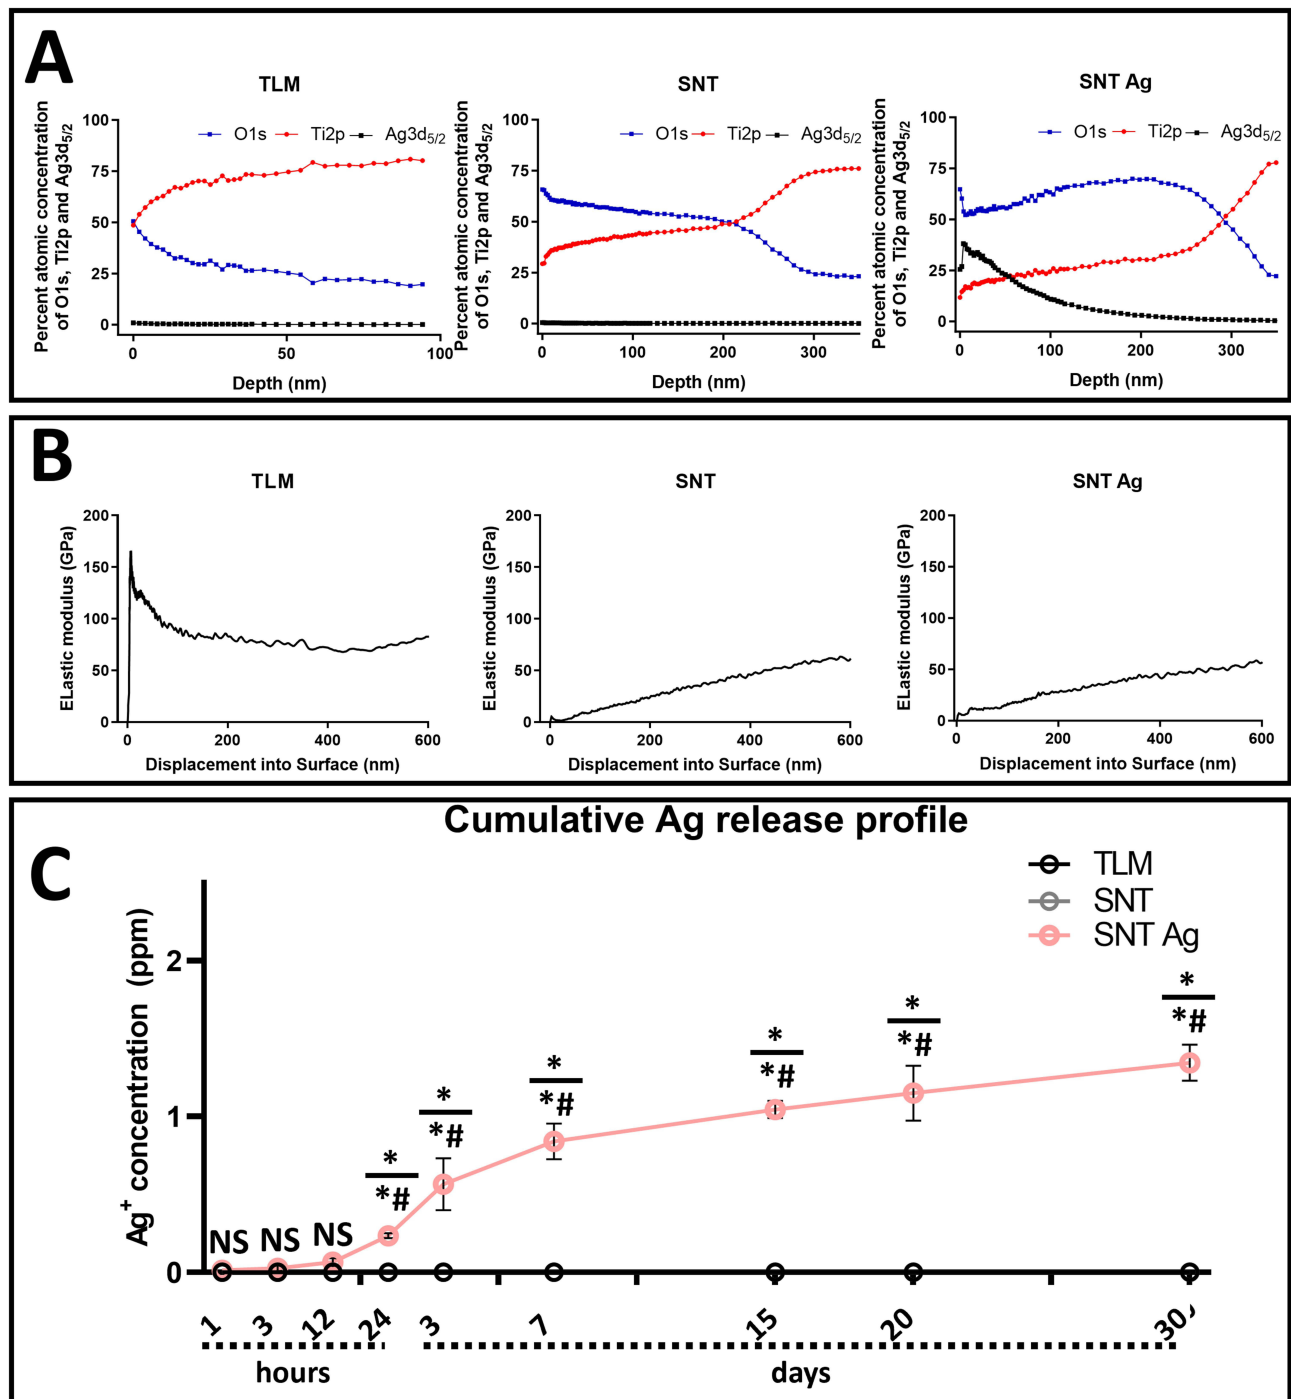 A
TLM
SNT
SNT Ag
Percent atomic concentration
of O1s, Ti2p and Ag3d5/2
100
75
50
25
0
O1s
Ti2p
Ag3d5/2
0
50
100
Depth (nm)
Percent atomic concentration
of O1s, Ti2p and Ag3d5/2
100
75
50
25
0
O1s
Ti2p
Ag3d5/2
0
100
200
300
Depth (nm)
Percent atomic concentration
of O1s, Ti2p and Ag3d5/2
100
75
50
25
0
O1s
Ti2p
Ag3d5/2
0
100
200
300
Depth (nm)
B
TLM
SNT
SNT Ag
ELastic modulus (GPa)
200
150
100
50
0
0
200
400
600
Displacement into Surface (nm)
ELastic modulus (GPa)
200
150
100
50
0
0
200
400
600
Displacement into Surface (nm)
ELastic modulus (GPa)
200
150
100
50
0
0
200
400
600
Displacement into Surface (nm)
Cumulative Ag release profile
C
TLM
SNT
SNT Ag
Ag+ concentration (ppm)
2
1
0
NS
NS
NS
*
*#
*
*#
*
*#
*
*#
*
*#
*
*#
1
3
12
24
3
7
15
20
30
hours
days